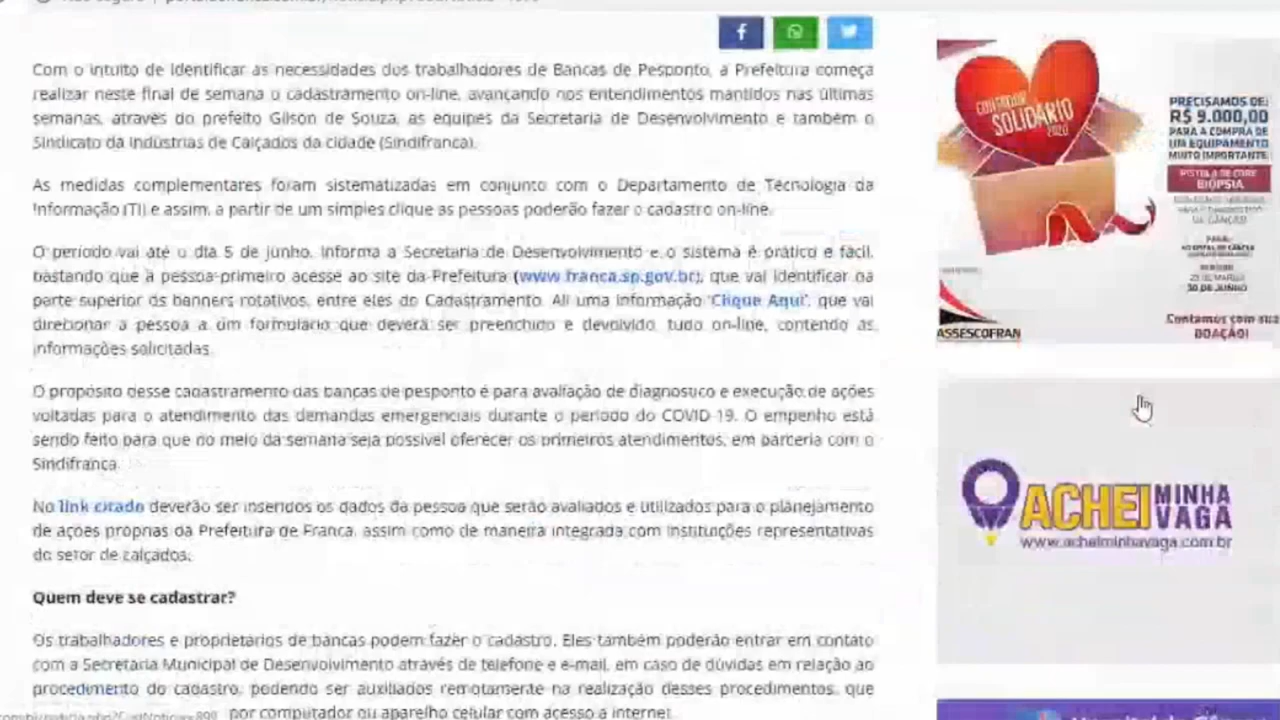 Com o intuito de identificar as necessidades dos trabalhadores de Bancas de Pesponto, a Prefeitura começa
realizar neste final de semana o cadastramento on-line, avançando nos entendimentos mantidos nas últimas
semanas, através do prefeito Gilson de Souza, as equipes da Secretaria de Desenvolvimento e também o
Sindicato da Indústrias de Calçados da cidade (Sindifranca).
As medidas complementares foram sistematizadas em conjunto com o Departamento de Tecnologia da
Informação (TI) e assim, a partir de um simples clique as pessoas poderão fazer o cadastro on-line.
O período vai até o dia 5 de junho, informa a Secretaria de Desenvolvimento e o sistema é prático e fácil,
bastando que a pessoa primeiro acesse ao site da Prefeitura (www.franca.sp.gov.br), que vai identificar na
parte superior os banners rotativos, entre eles do Cadastramento. Ali uma informação 'Clique Aqui', que vai
direcionar a pessoa a um formulário que deverá ser preenchido e devolvido, tudo on-line, contendo as
informações solicitadas.
O propósito desse cadastramento das bancas de pesponto é para avaliação de diagnostico e execução de ações
voltadas para o atendimento das demandas emergenciais durante o período do COVID-19. O empenho está
sendo feito para que no meio da semana seja possível oferecer os primeiros atendimentos, em parceria com o
Sindifranca.
No link citado deverão ser inseridos os dados da pessoa que serão avaliados e utilizados para o planejamento
de ações próprias da Prefeitura de Franca, assim como de maneira integrada com instituições representativas
do setor de calçados.
Quem deve se cadastrar?
Os trabalhadores e proprietários de bancas podem fazer o cadastro. Eles também poderão entrar em contato
com a Secretaria Municipal de Desenvolvimento através de telefone e e-mail, em caso de dúvidas em relação ao
procedimento do cadastro, podendo ser auxiliados remotamente na realização desses procedimentos, que
por computador ou aparelho celular com acesso a internet.
CONTADOR
SOLIDÁRIO
2020
PRECISAMOS DE:
R$ 9.000,00
PARA A COMPRA DE
UM EQUIPAMENTO
MUITO IMPORTANTE:
PISTOLA DE CORE
BIÓPSIA
30 DE JUNHO
Contamos com sua
DOAÇÃO!
ASSESCOFRAN
ACHEI MINHA
VAGA
www.acheiminhavaga.com.br